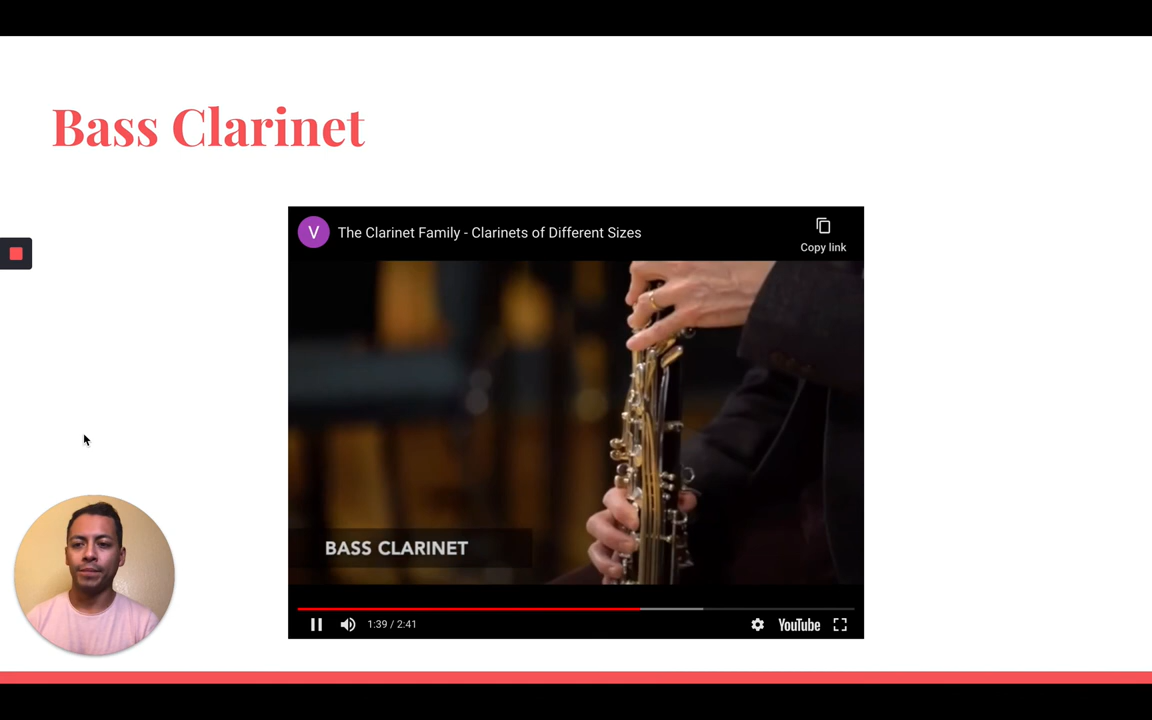 Bass Clarinet
V
The Clarinet Family - Clarinets of Different Sizes
Copy link
BASS CLARINET
1:39 / 2:41
YouTube